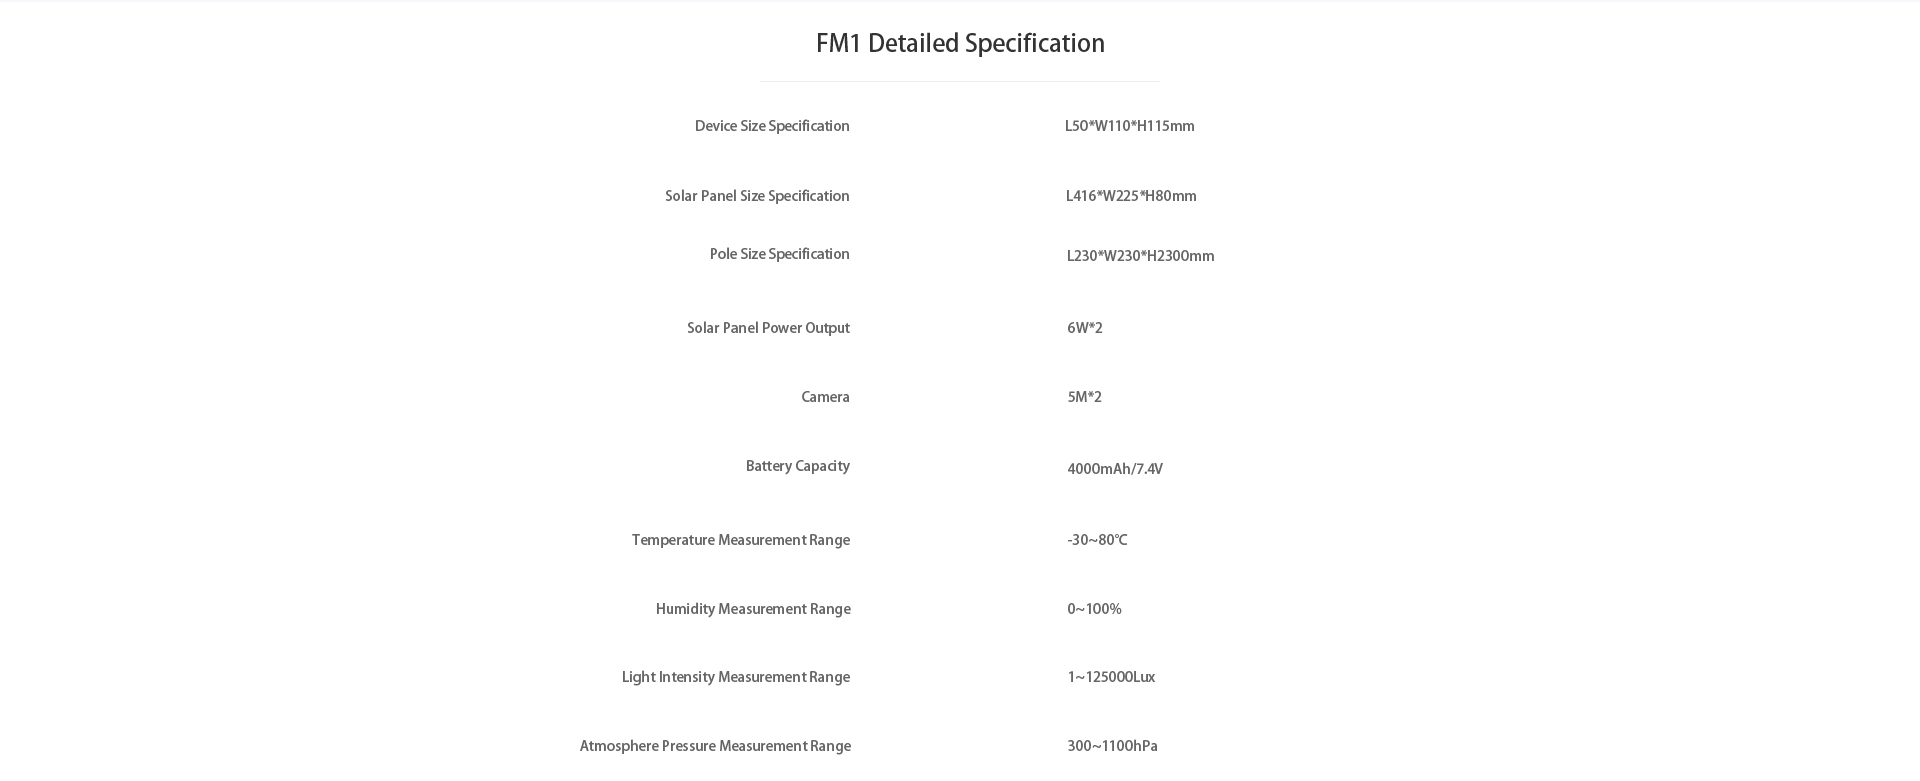 FM1 Detailed Specification
Device Size Specification L50*W110*H115mm
Solar Panel Size Specification L416*W225*H80mm
Pole Size Specification L230*W230*H2300mm
Solar Panel Power Output 6W*2
Camera 5M*2
Battery Capacity 4000mAh/7.4V
Temperature Measurement Range -30~80℃
Humidity Measurement Range 0~100%
Light Intensity Measurement Range 1~125000Lux
Atmosphere Pressure Measurement Range 300~1100hPa